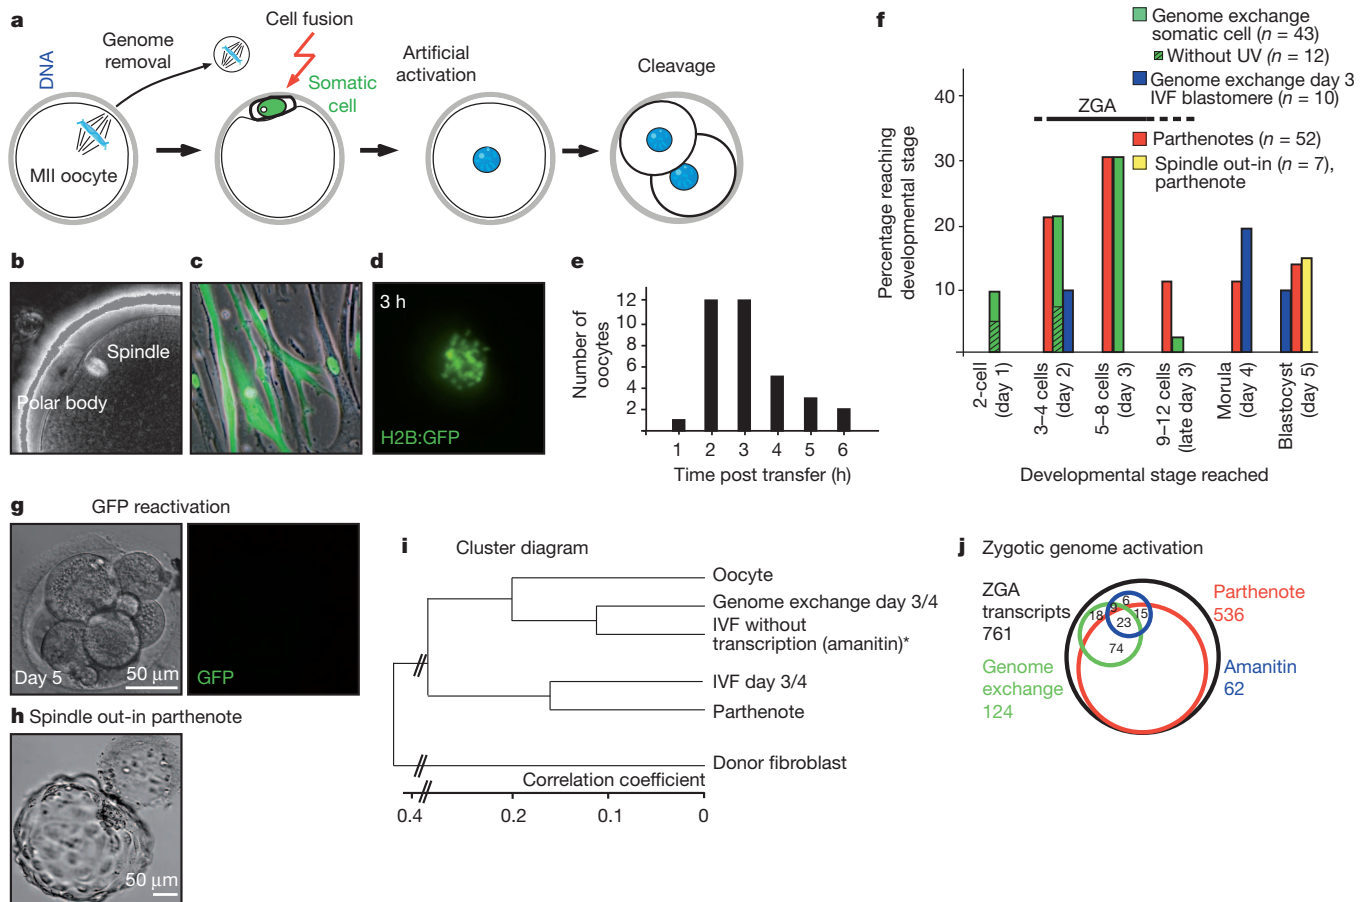 a
DNA
Genome
removal
MII oocyte
Cell fusion
Somatic
cell
Artificial
activation
Cleavage
b
Spindle
Polar body
c
d
3 h
H2B:GFP
e
Number of
oocytes
12
10
8
6
4
2
1 2 3 4 5 6
Time post transfer (h)
f
Genome exchange
somatic cell (n = 43)
Without UV (n = 12)
Genome exchange day 3
IVF blastomere (n = 10)
Parthenotes (n = 52)
Spindle out-in (n = 7),
parthenote
ZGA
Percentage reaching
developmental stage
40
30
20
10
2-cell
(day 1)
3–4 cells
(day 2)
5–8 cells
(day 3)
9–12 cells
(late day 3)
Morula
(day 4)
Blastocyst
(day 5)
Developmental stage reached
g
GFP reactivation
Day 5
50 μm
GFP
h Spindle out-in parthenote
50 μm
i Cluster diagram
Oocyte
Genome exchange day 3/4
IVF without
transcription (amanitin)*
IVF day 3/4
Parthenote
Donor fibroblast
Correlation coefficient
0.4 0.2 0.1 0
j Zygotic genome activation
ZGA
transcripts
761
Parthenote
536
Genome
exchange
124
Amanitin
62
6
9
18
15
23
74